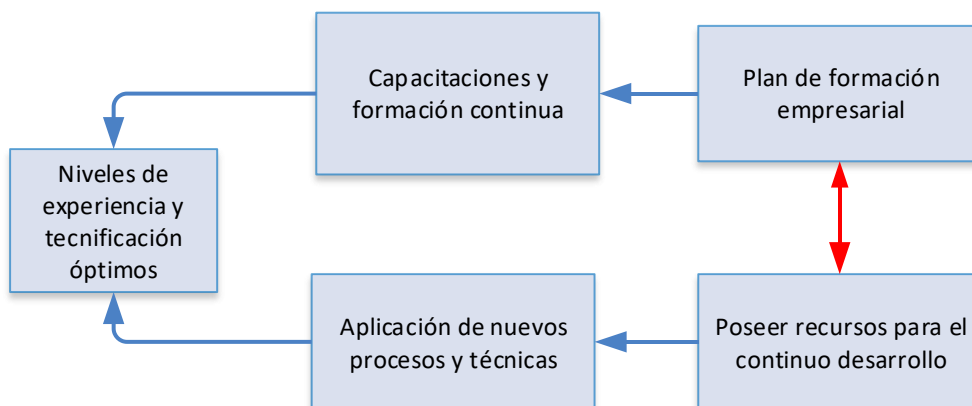 Capacitaciones y
formación continua
Plan de formación
empresarial
Niveles de
experiencia y
tecnificación
óptimos
Aplicación de nuevos
procesos y técnicas
Poseer recursos para el
continuo desarrollo